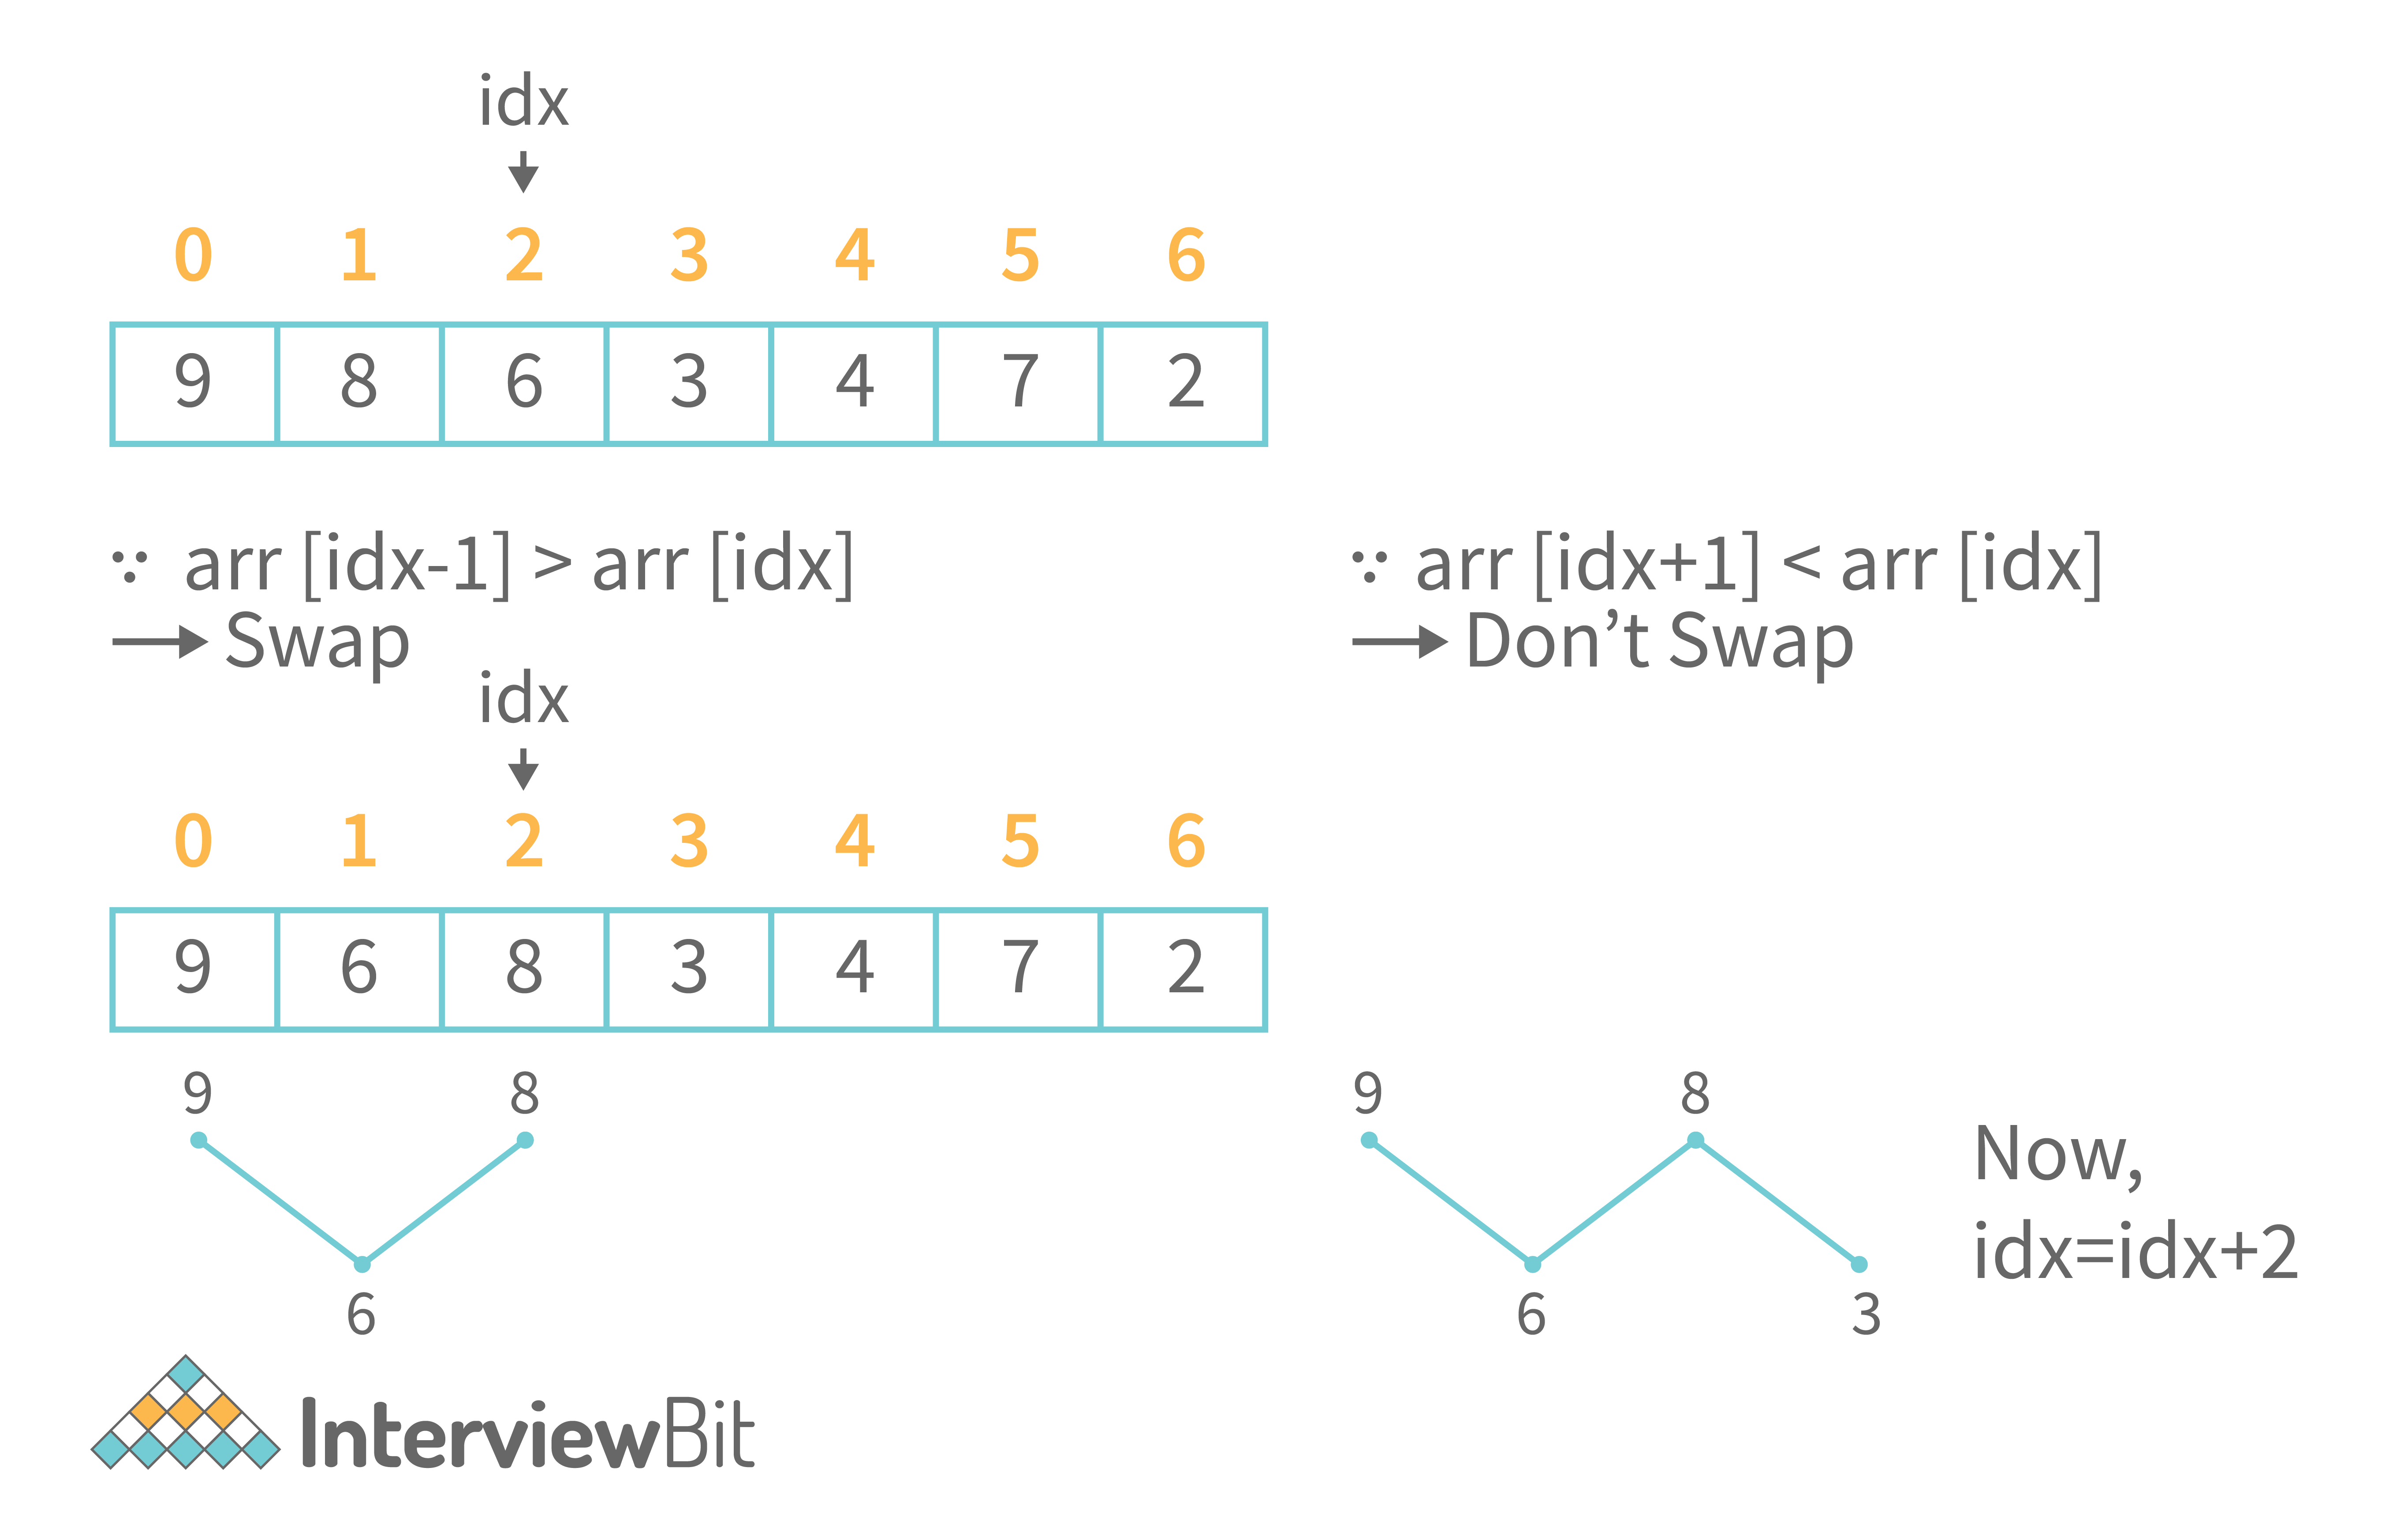 idx
0 1 2 3 4 5 6
9 8 6 3 4 7 2
∵ arr [idx-1] > arr [idx]
→ Swap
∵ arr [idx+1] < arr [idx]
→ Don’t Swap
idx
0 1 2 3 4 5 6
9 6 8 3 4 7 2
9 8
6
9 8
6 3
Now,
idx=idx+2
InterviewBit